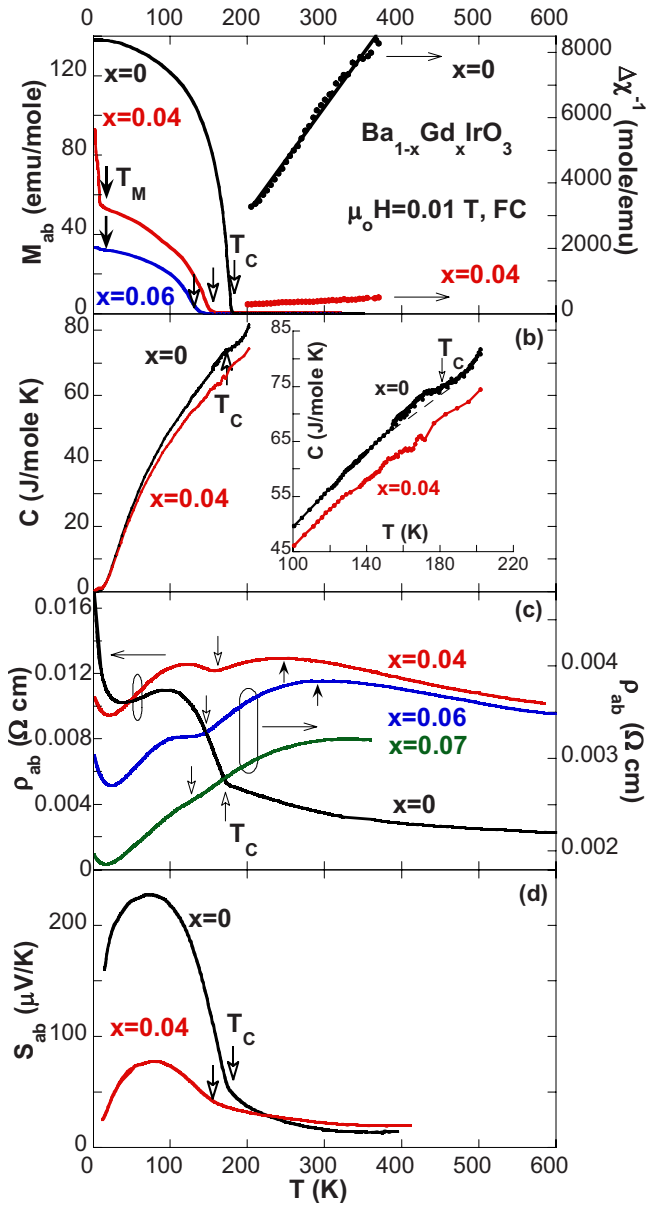 0 100 200 300 400 500 600
M_ab (emu/mole)
120
80
40
0
x=0
x=0.04
T_M
x=0.06
T_C
x=0
Ba_{1-x}Gd_xIrO_3
μ_oH=0.01 T, FC
x=0.04
8000
6000
4000
2000
0
Δχ^{-1} (mole/emu)
C (J/mole K)
80
60
40
20
0
x=0
T_C
x=0.04
(b)
C (J/mole K)
85
75
65
55
45
T_C
x=0
x=0.04
T (K)
100 140 180 220
ρ_ab (Ω cm)
0.016
0.012
0.008
0.004
0
(c)
x=0.04
x=0.06
x=0.07
x=0
T_C
0.004
0.003
0.002
ρ_ab (Ω cm)
S_ab (μV/K)
200
100
0
(d)
x=0
x=0.04
T_C
0 100 200 300 400 500 600
T (K)